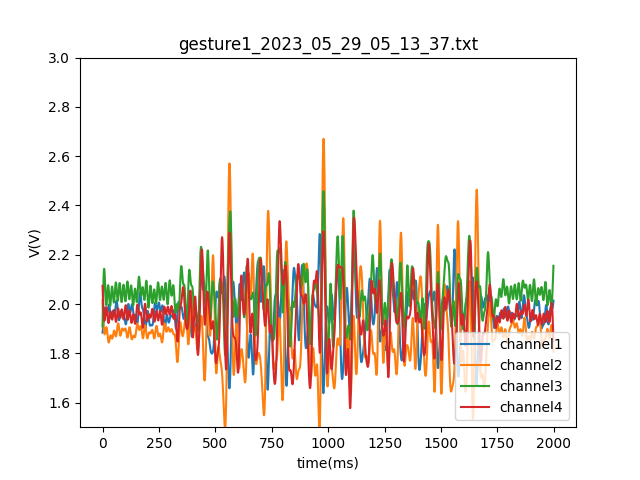 gesture1_2023_05_29_05_13_37.txt
3.0
2.8
2.6
2.4
2.2
2.0
1.8
1.6
V(V)
channel1
channel2
channel3
channel4
0 250 500 750 1000 1250 1500 1750 2000
time(ms)